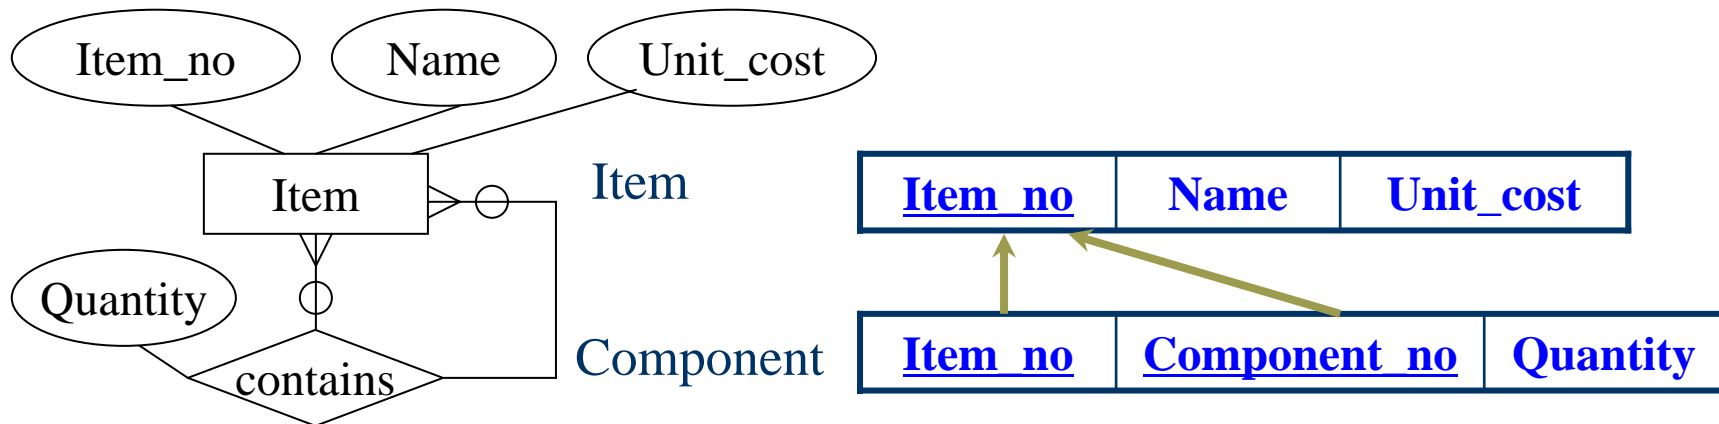 Item_no
Name
Unit_cost
Item
Quantity
contains
Item
Item_no Name Unit_cost
Component
Item_no Component_no Quantity